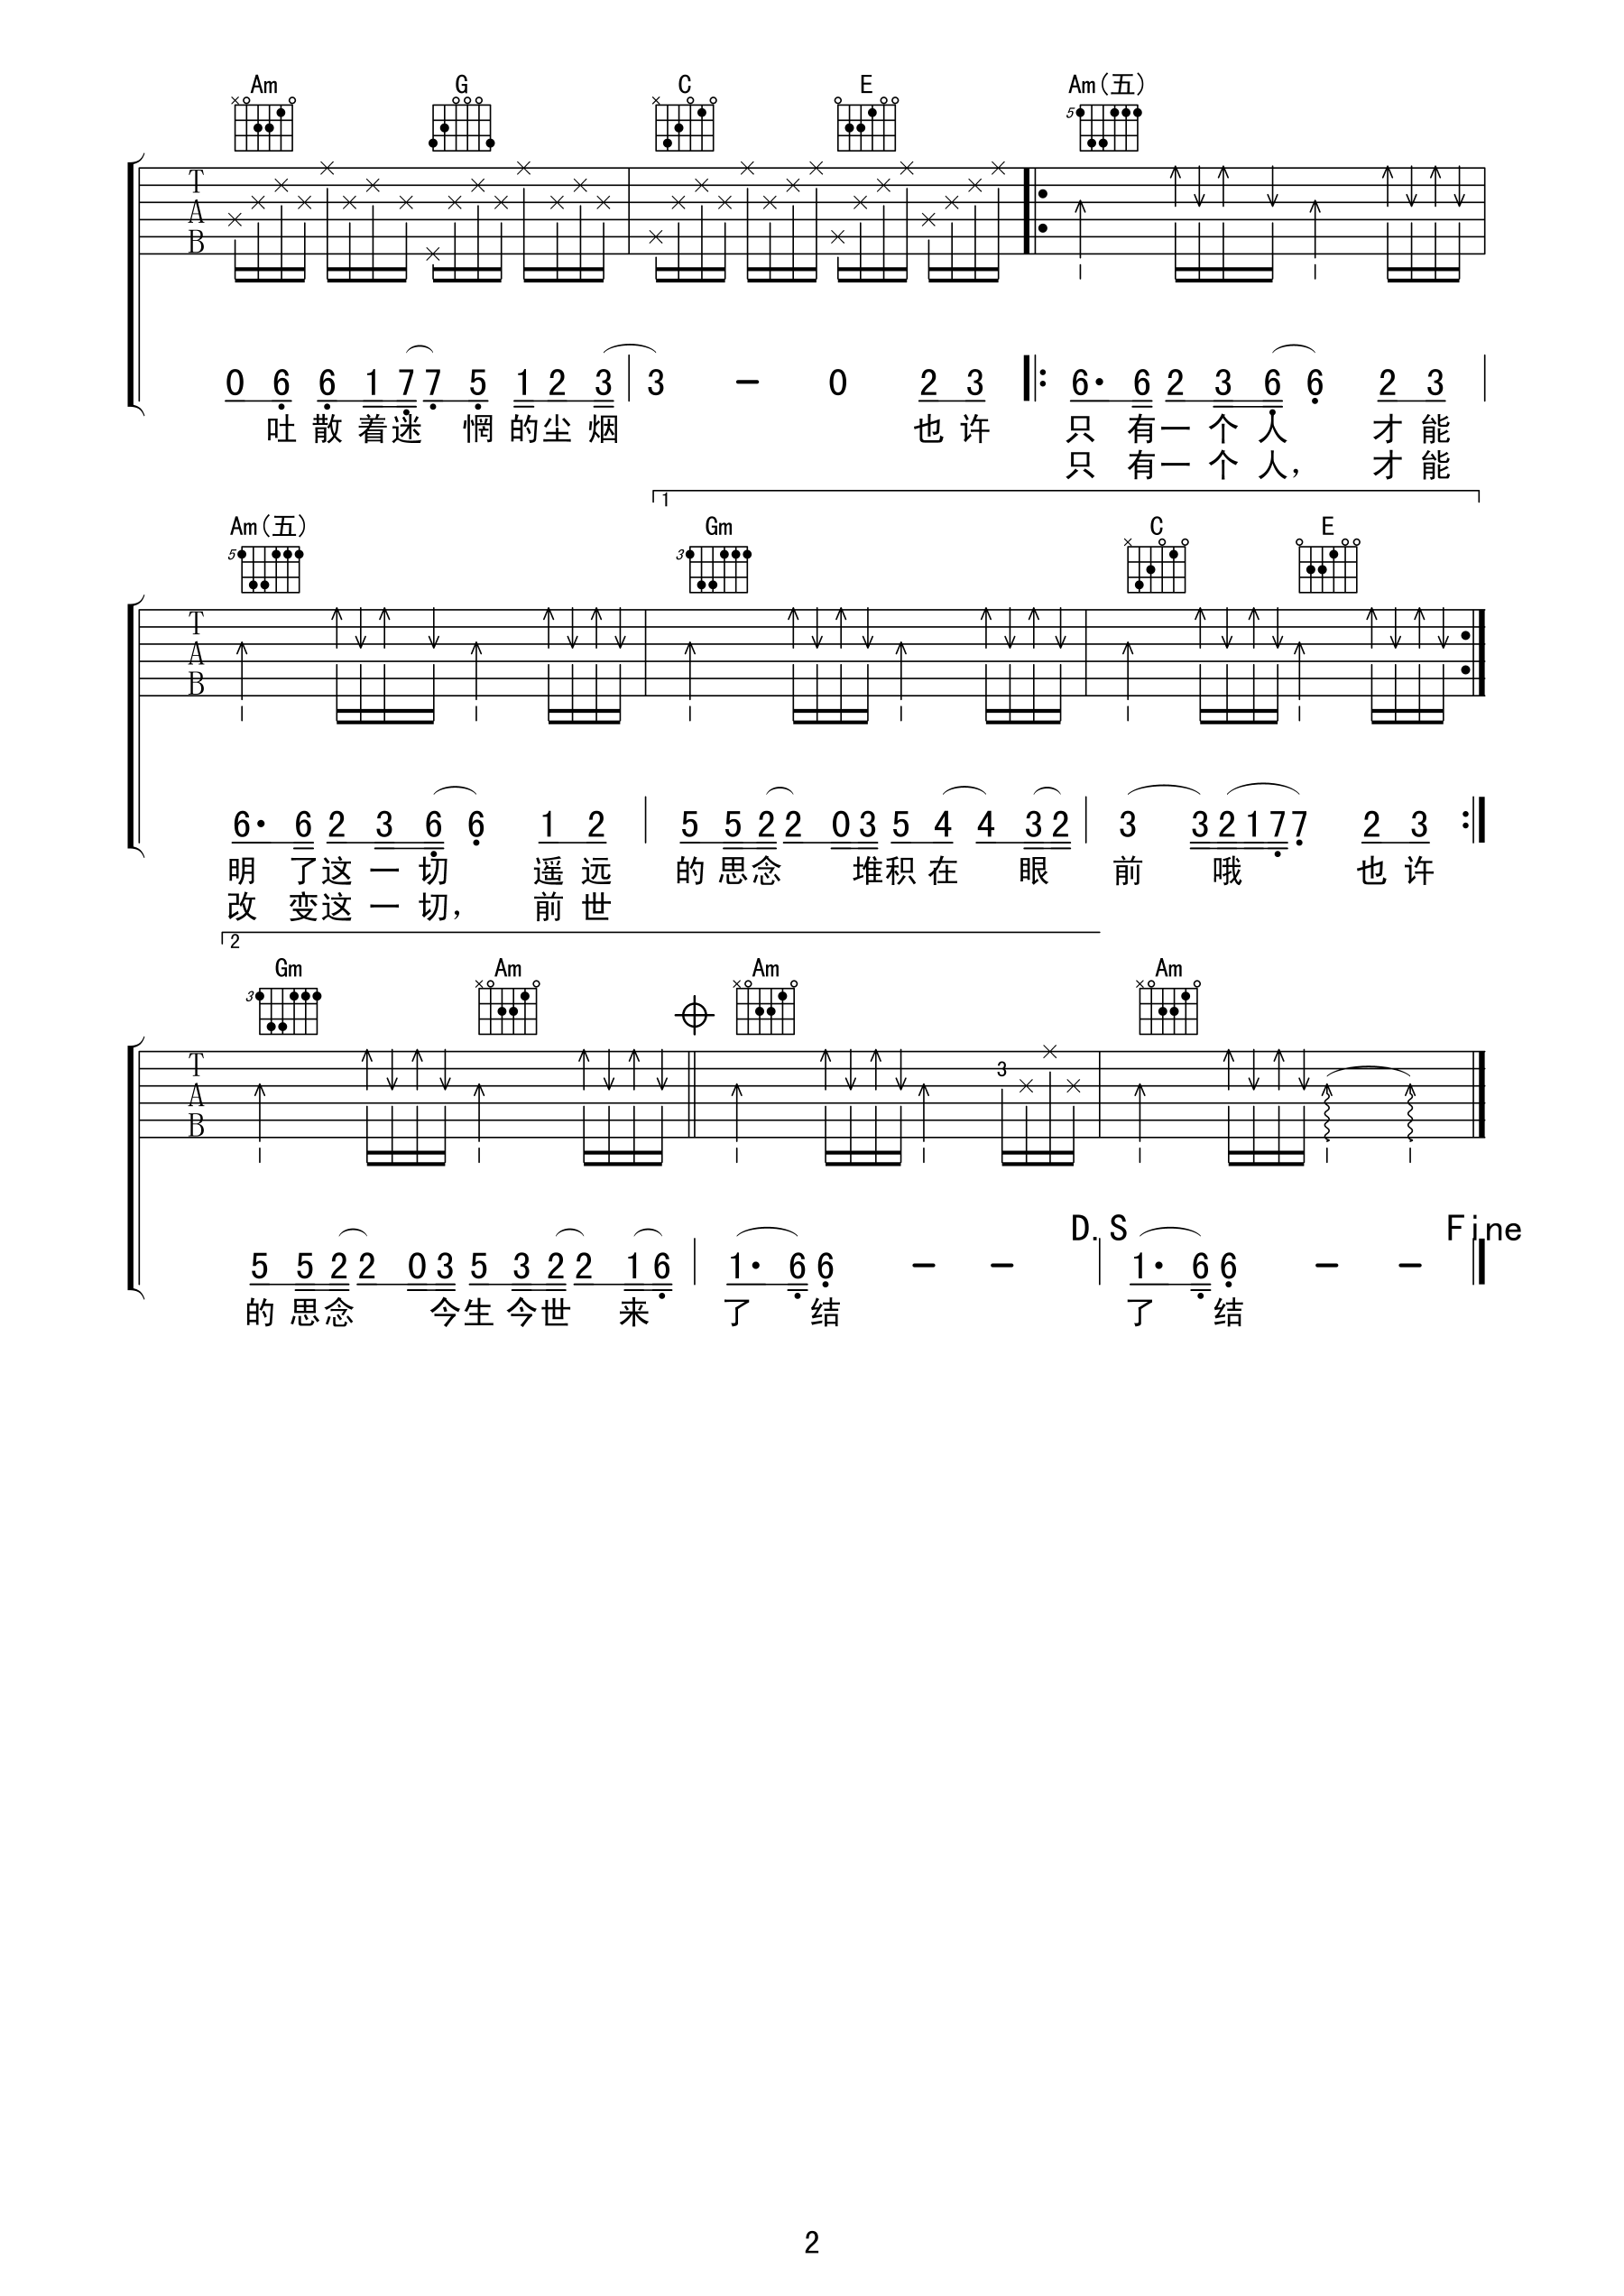 Am G C E Am(五)
5
T
A
B
3
0 6 6 1 7 7 5 1 2 3 3 - 0 2 3 6· 6 2 3 6 6 2 3
吐 散 着 迷 惘 的 尘 烟 也 许 只 有 一 个 人 才 能
只 有 一 个 人， 才 能
1
Am(五) Gm C E
5 3
T
A
B
6· 6 2 3 6 6 1 2 5 5 2 2 0 3 5 4 4 3 2 3 3 2 1 7 7 2 3
明 了 这 一 切 遥 远 的 思 念 堆 积 在 眼 前 哦 也 许
改 变 这 一 切， 前 世
2
Gm Am Am Am
3
T
A
B
3
D.S Fine
5 5 2 2 0 3 5 3 2 2 1 6 1· 6 6 - - 1· 6 6 - -
的 思 念 今 生 今 世 来 了 结 了 结
2